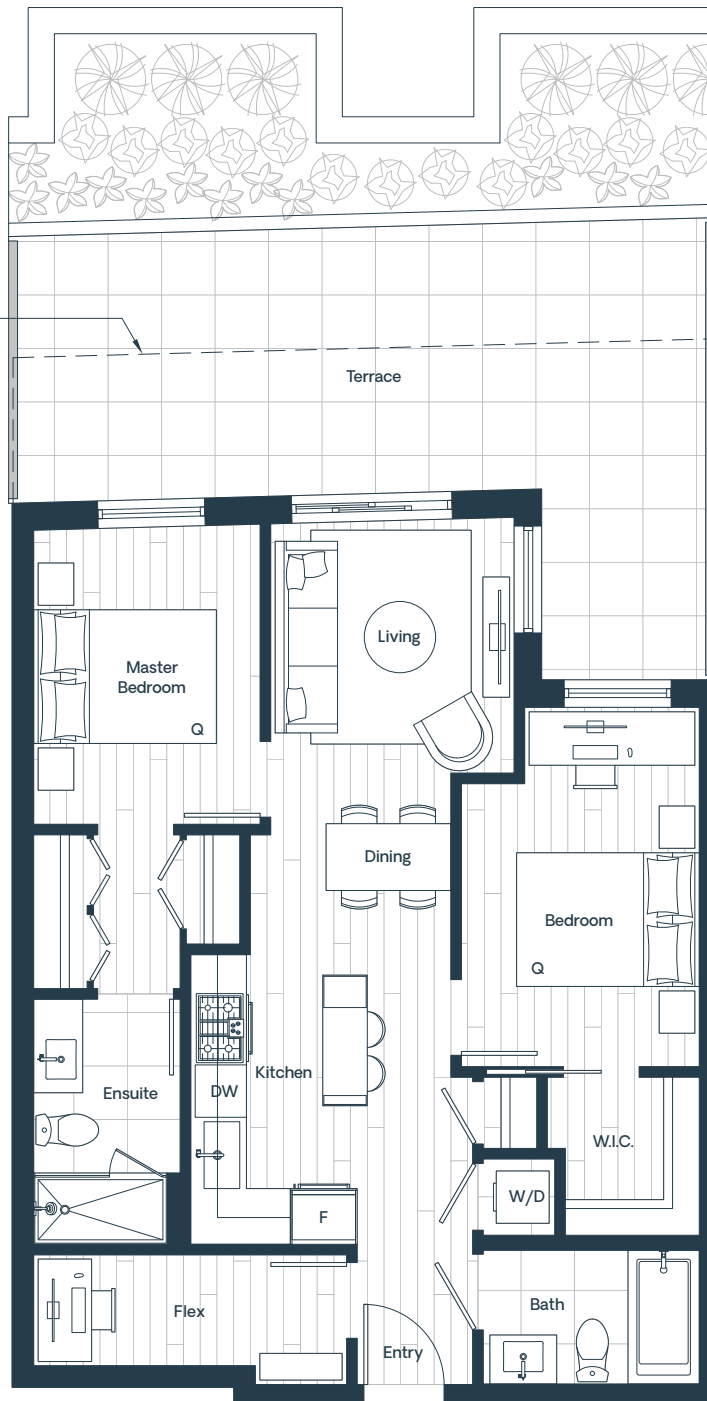 Terrace
Living
Master
Bedroom
Q
Dining
Bedroom
Q
Kitchen
Ensuite
DW
W.I.C.
W/D
F
Flex
Bath
Entry